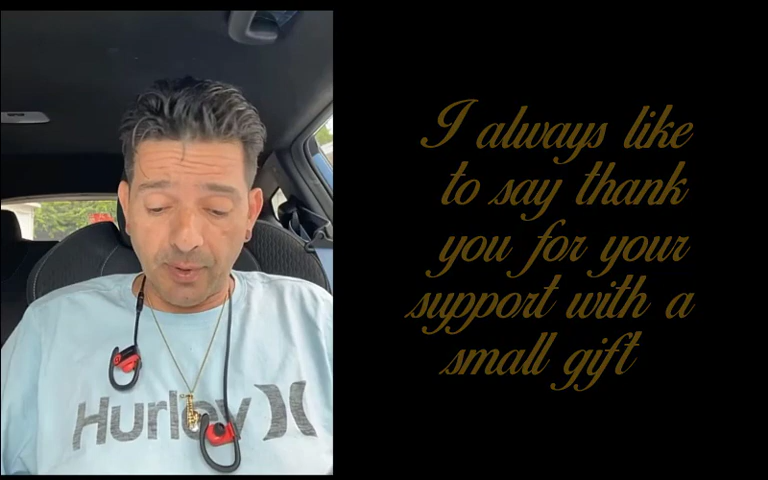 Hurley
I always like
to say thank
you for your
support with a
small gift